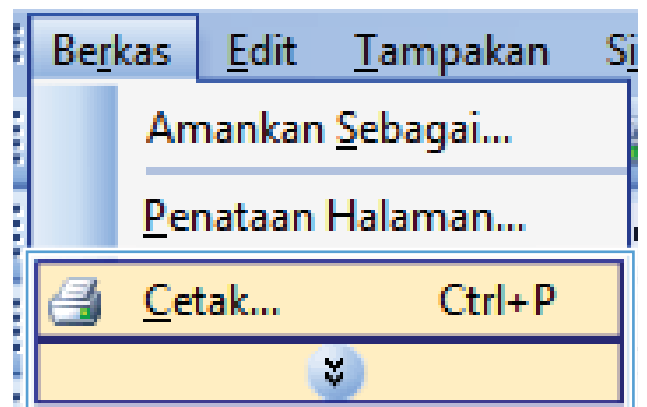 Berkas Edit Tampakan Si
Amankan Sebagai...
Penataan Halaman...
Cetak... Ctrl+P